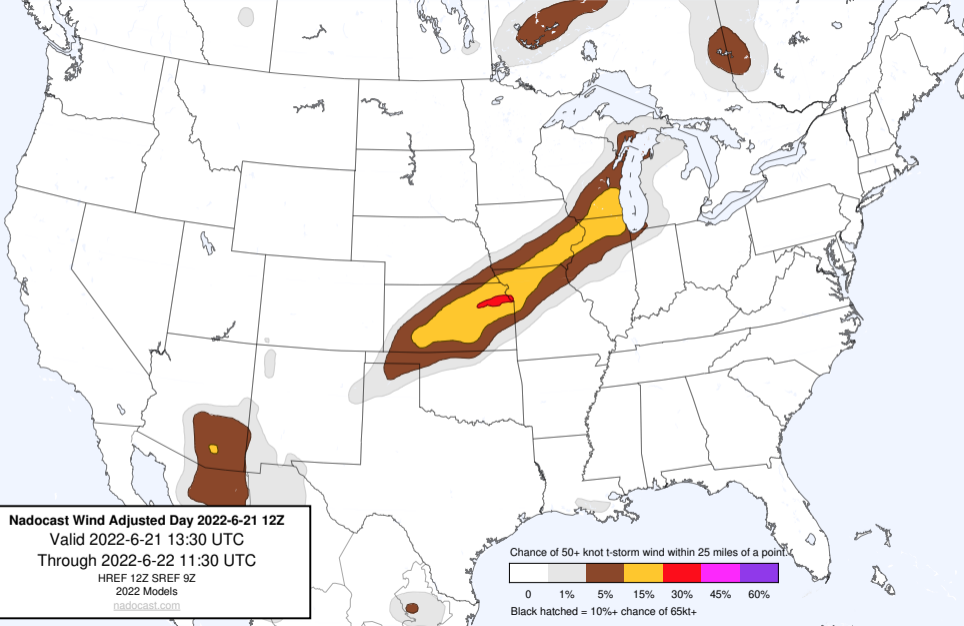 Nadocast Wind Adjusted Day 2022-6-21 12Z
Valid 2022-6-21 13:30 UTC
Through 2022-6-22 11:30 UTC
HREF 12Z SREF 9Z
2022 Models
nadocast.com
Chance of 50+ knot t-storm wind within 25 miles of a point.
0 1% 5% 15% 30% 45% 60%
Black hatched = 10%+ chance of 65kt+